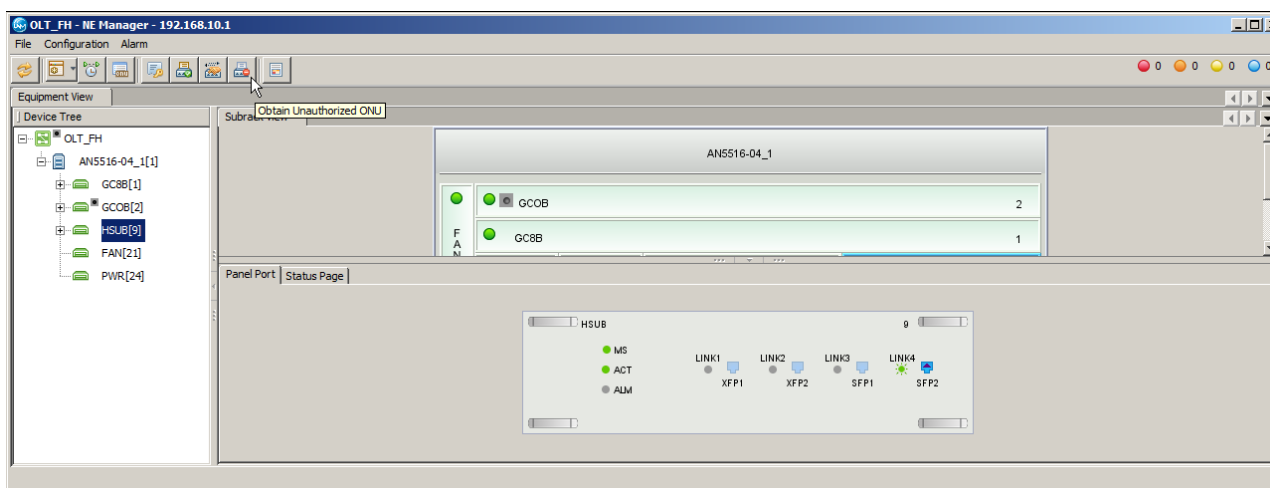 OLT_FH - NE Manager - 192.168.10.1
File Configuration Alarm
0 0 0 0
Equipment View
Obtain Unauthorized ONU
Device Tree
OLT_FH
AN5516-04_1[1]
GC8B[1]
GCOB[2]
HSUB[9]
FAN[21]
PWR[24]
AN5516-04_1
GCOB 2
GC8B 1
FAN
Panel Port Status Page
HSUB 9
MS
ACT
ALM
LINK1 LINK2 LINK3 LINK4
XFP1 XFP2 SFP1 SFP2